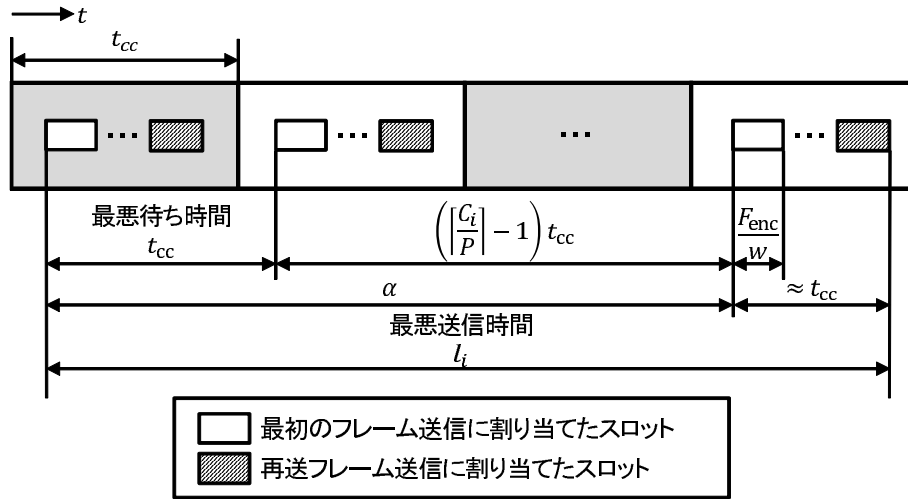 t
t_cc
... ... ... ...
最悪待ち時間
t_cc
(⌈C_i/P⌉ − 1) t_cc
F_enc/w
α
≈ t_cc
最悪送信時間
l_i
最初のフレーム送信に割り当てたスロット
再送フレーム送信に割り当てたスロット